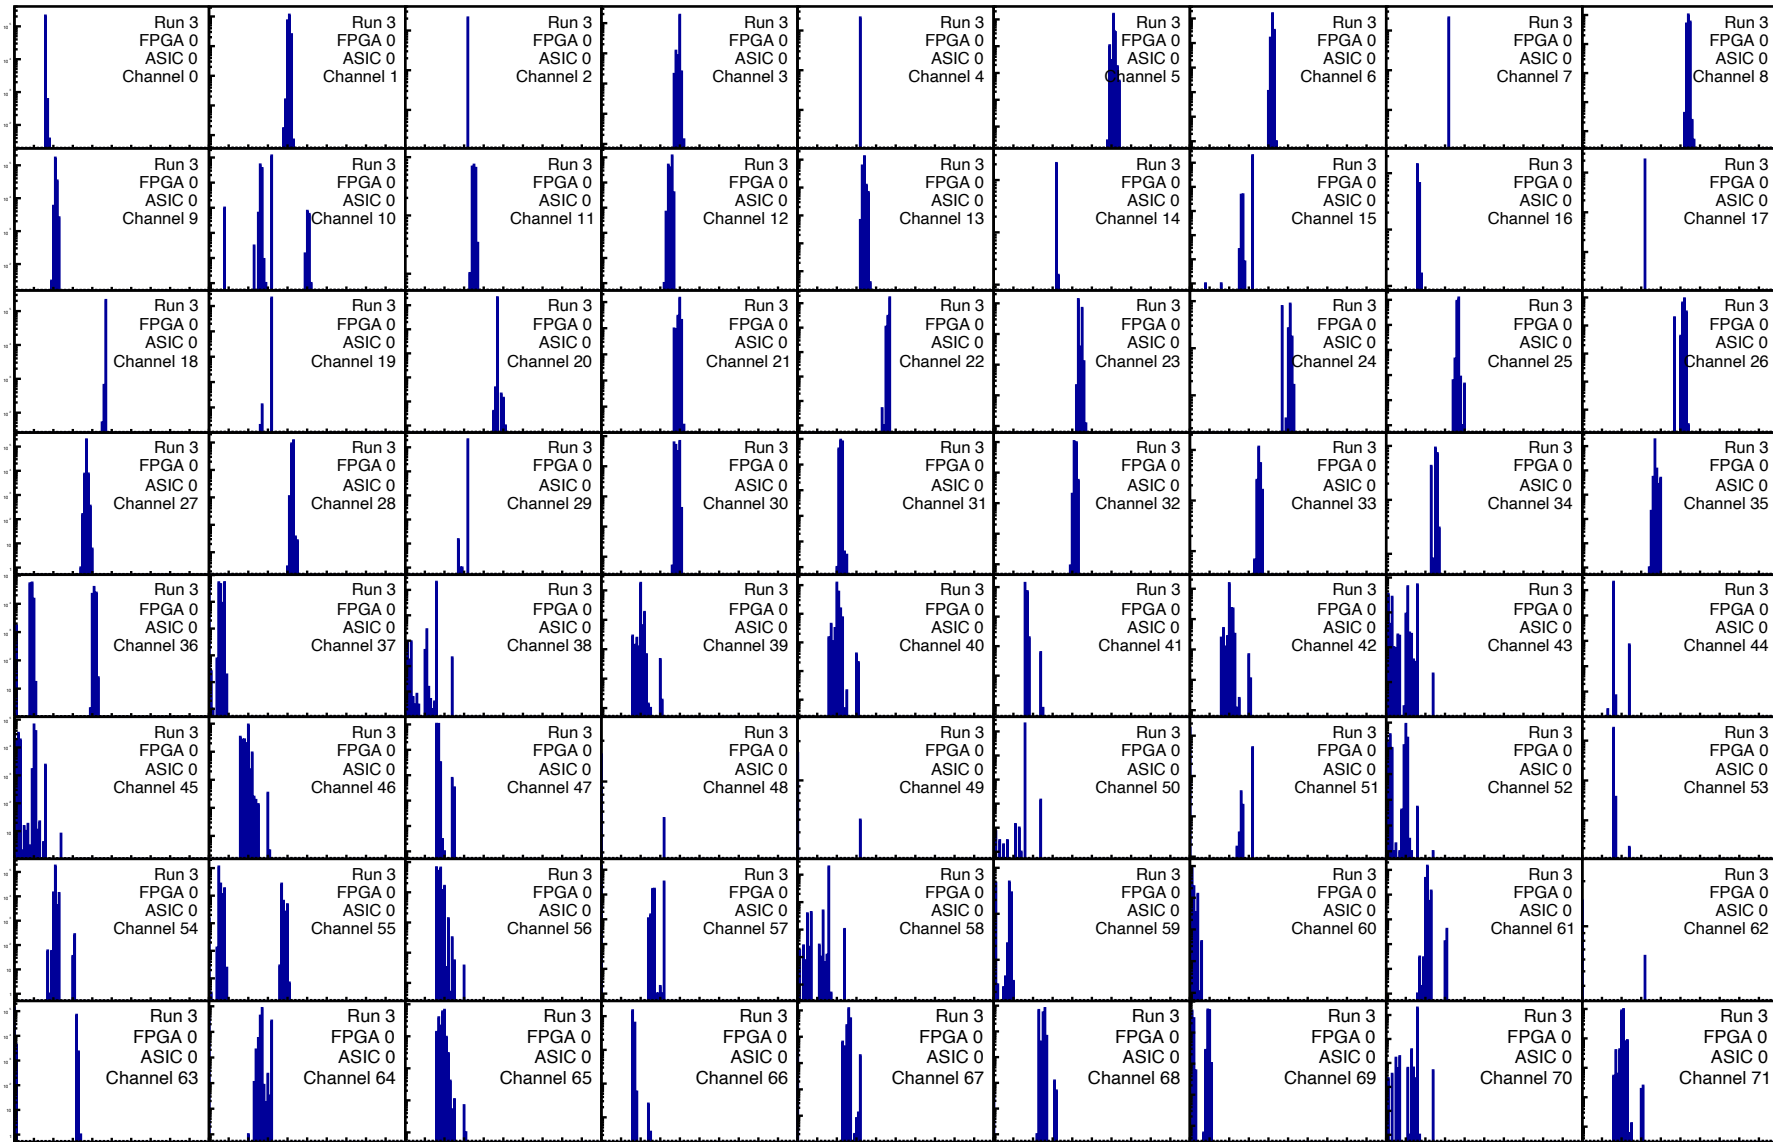 Run 3
FPGA 0
ASIC 0
Channel 0
Run 3
FPGA 0
ASIC 0
Channel 1
Run 3
FPGA 0
ASIC 0
Channel 2
Run 3
FPGA 0
ASIC 0
Channel 3
Run 3
FPGA 0
ASIC 0
Channel 4
Run 3
FPGA 0
ASIC 0
Channel 5
Run 3
FPGA 0
ASIC 0
Channel 6
Run 3
FPGA 0
ASIC 0
Channel 7
Run 3
FPGA 0
ASIC 0
Channel 8
Run 3
FPGA 0
ASIC 0
Channel 9
Run 3
FPGA 0
ASIC 0
Channel 10
Run 3
FPGA 0
ASIC 0
Channel 11
Run 3
FPGA 0
ASIC 0
Channel 12
Run 3
FPGA 0
ASIC 0
Channel 13
Run 3
FPGA 0
ASIC 0
Channel 14
Run 3
FPGA 0
ASIC 0
Channel 15
Run 3
FPGA 0
ASIC 0
Channel 16
Run 3
FPGA 0
ASIC 0
Channel 17
Run 3
FPGA 0
ASIC 0
Channel 18
Run 3
FPGA 0
ASIC 0
Channel 19
Run 3
FPGA 0
ASIC 0
Channel 20
Run 3
FPGA 0
ASIC 0
Channel 21
Run 3
FPGA 0
ASIC 0
Channel 22
Run 3
FPGA 0
ASIC 0
Channel 23
Run 3
FPGA 0
ASIC 0
Channel 24
Run 3
FPGA 0
ASIC 0
Channel 25
Run 3
FPGA 0
ASIC 0
Channel 26
Run 3
FPGA 0
ASIC 0
Channel 27
Run 3
FPGA 0
ASIC 0
Channel 28
Run 3
FPGA 0
ASIC 0
Channel 29
Run 3
FPGA 0
ASIC 0
Channel 30
Run 3
FPGA 0
ASIC 0
Channel 31
Run 3
FPGA 0
ASIC 0
Channel 32
Run 3
FPGA 0
ASIC 0
Channel 33
Run 3
FPGA 0
ASIC 0
Channel 34
Run 3
FPGA 0
ASIC 0
Channel 35
Run 3
FPGA 0
ASIC 0
Channel 36
Run 3
FPGA 0
ASIC 0
Channel 37
Run 3
FPGA 0
ASIC 0
Channel 38
Run 3
FPGA 0
ASIC 0
Channel 39
Run 3
FPGA 0
ASIC 0
Channel 40
Run 3
FPGA 0
ASIC 0
Channel 41
Run 3
FPGA 0
ASIC 0
Channel 42
Run 3
FPGA 0
ASIC 0
Channel 43
Run 3
FPGA 0
ASIC 0
Channel 44
Run 3
FPGA 0
ASIC 0
Channel 45
Run 3
FPGA 0
ASIC 0
Channel 46
Run 3
FPGA 0
ASIC 0
Channel 47
Run 3
FPGA 0
ASIC 0
Channel 48
Run 3
FPGA 0
ASIC 0
Channel 49
Run 3
FPGA 0
ASIC 0
Channel 50
Run 3
FPGA 0
ASIC 0
Channel 51
Run 3
FPGA 0
ASIC 0
Channel 52
Run 3
FPGA 0
ASIC 0
Channel 53
Run 3
FPGA 0
ASIC 0
Channel 54
Run 3
FPGA 0
ASIC 0
Channel 55
Run 3
FPGA 0
ASIC 0
Channel 56
Run 3
FPGA 0
ASIC 0
Channel 57
Run 3
FPGA 0
ASIC 0
Channel 58
Run 3
FPGA 0
ASIC 0
Channel 59
Run 3
FPGA 0
ASIC 0
Channel 60
Run 3
FPGA 0
ASIC 0
Channel 61
Run 3
FPGA 0
ASIC 0
Channel 62
Run 3
FPGA 0
ASIC 0
Channel 63
Run 3
FPGA 0
ASIC 0
Channel 64
Run 3
FPGA 0
ASIC 0
Channel 65
Run 3
FPGA 0
ASIC 0
Channel 66
Run 3
FPGA 0
ASIC 0
Channel 67
Run 3
FPGA 0
ASIC 0
Channel 68
Run 3
FPGA 0
ASIC 0
Channel 69
Run 3
FPGA 0
ASIC 0
Channel 70
Run 3
FPGA 0
ASIC 0
Channel 71